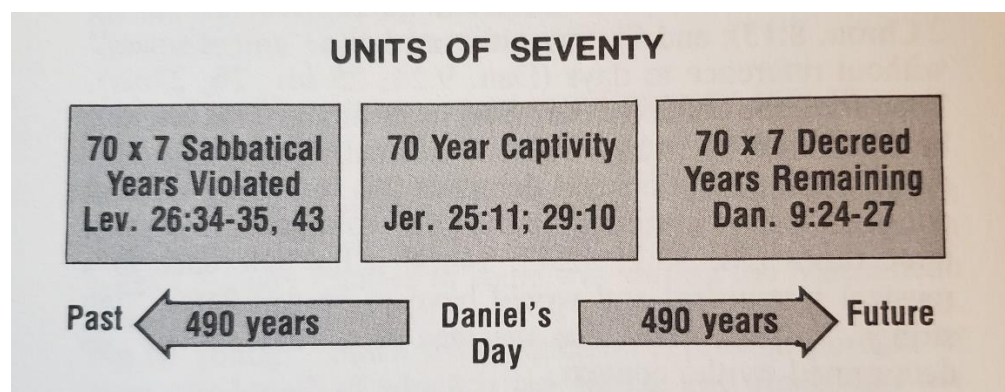 UNITS OF SEVENTY
70 x 7 Sabbatical
Years Violated
Lev. 26:34-35, 43
70 Year Captivity
Jer. 25:11; 29:10
70 x 7 Decreed
Years Remaining
Dan. 9:24-27
Past
490 years
Daniel's
Day
490 years
Future